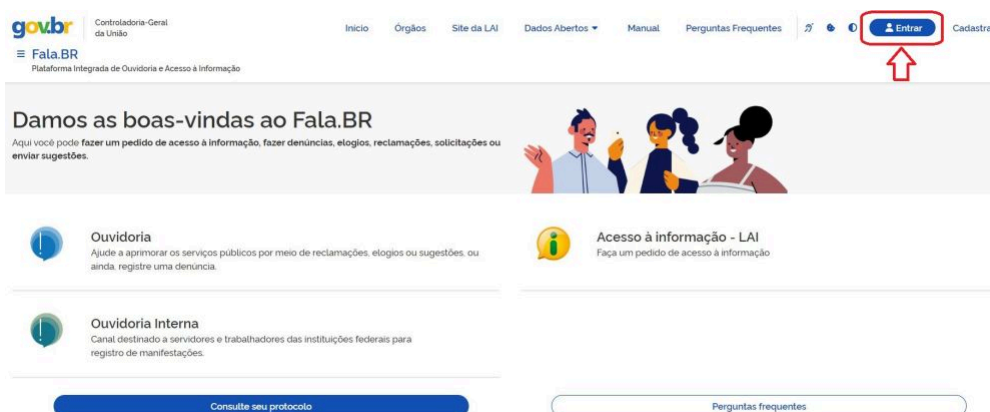 gov.br
Controladoria-Geral
da União
Início Órgãos Site da LAI Dados Abertos Manual Perguntas Frequentes Entrar Cadastra
Fala.BR
Plataforma Integrada de Ouvidoria e Acesso à Informação
Damos as boas-vindas ao Fala.BR
Aqui você pode fazer um pedido de acesso à informação, fazer denúncias, elogios, reclamações, solicitações ou
enviar sugestões.
Ouvidoria
Ajude a aprimorar os serviços públicos por meio de reclamações, elogios ou sugestões, ou
ainda, registre uma denúncia.
Acesso à informação - LAI
Faça um pedido de acesso à informação
Ouvidoria Interna
Canal destinado a servidores e trabalhadores das instituições federais para
registro de manifestações.
Consulte seu protocolo
Perguntas frequentes